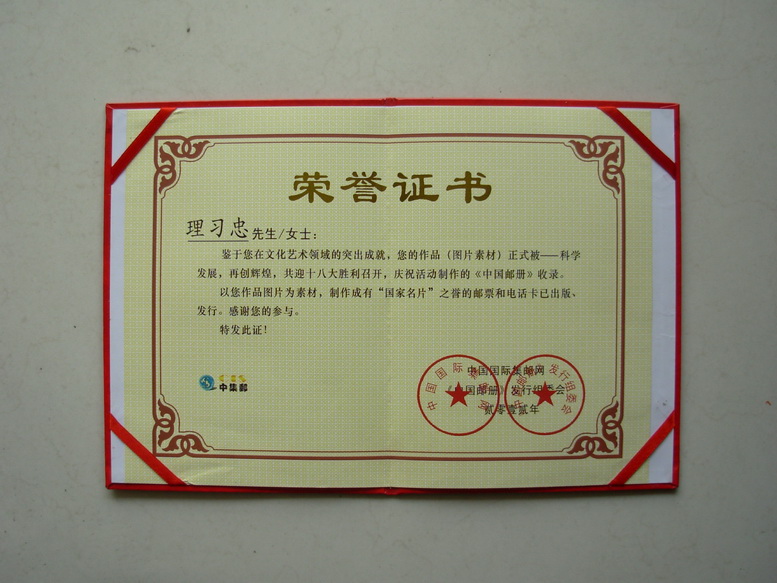 荣誉证书
理习忠先生/女士：
鉴于您在文化艺术领域的突出成就，您的作品（图片素材）正式被——科学
发展，再创辉煌，共迎十八大胜利召开，庆祝活动制作的《中国邮册》收录。
以您作品图片为素材，制作成有“国家名片”之誉的邮票和电话卡已出版、
发行。感谢您的参与。
特发此证！
中集邮
中国国际集邮网
《中国邮册》发行组委会
贰零壹贰年